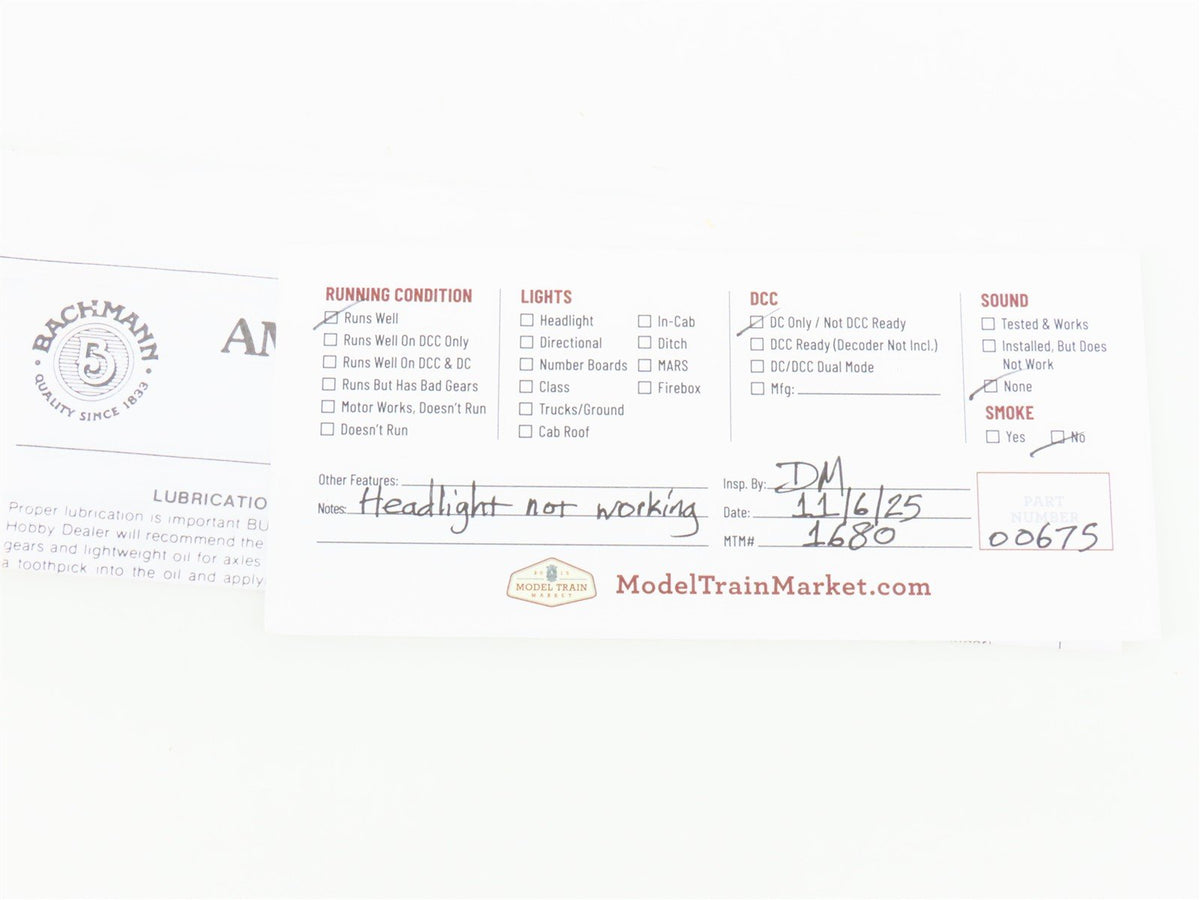 BACHMANN
5
• QUALITY SINCE 1833 •
LUBRICATIO
Proper lubrication is important BU
Hobby Dealer will recommend the
gears and lightweight oil for axles
a toothpick into the oil and apply
RUNNING CONDITION
Runs Well
Runs Well On DCC Only
Runs Well On DCC & DC
Runs But Has Bad Gears
Motor Works, Doesn't Run
Doesn't Run
LIGHTS
Headlight
Directional
Number Boards
Class
Trucks/Ground
Cab Roof
In-Cab
Ditch
MARS
Firebox
DCC
DC Only / Not DCC Ready
DCC Ready (Decoder Not Incl.)
DC/DCC Dual Mode
Mfg:
SOUND
Tested & Works
Installed, But Does
Not Work
None
SMOKE
Yes No
Other Features:
Notes: Headlight not working
Insp. By: DM
Date: 11/6/25
MTM# 1680
PART
NUMBER
00675
2015
MODEL TRAIN
MARKET
ModelTrainMarket.com